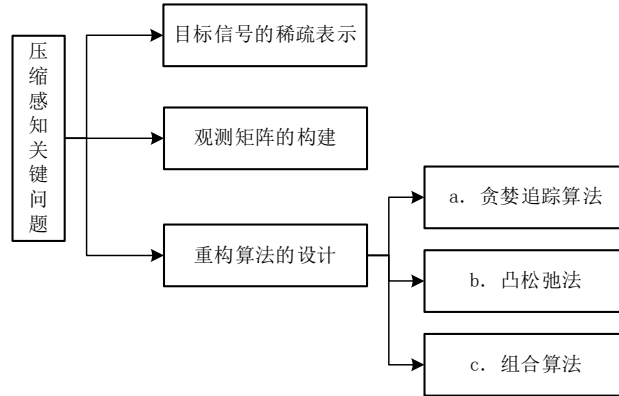 压缩感知关键问题
目标信号的稀疏表示
观测矩阵的构建
重构算法的设计
a. 贪婪追踪算法
b. 凸松弛法
c. 组合算法